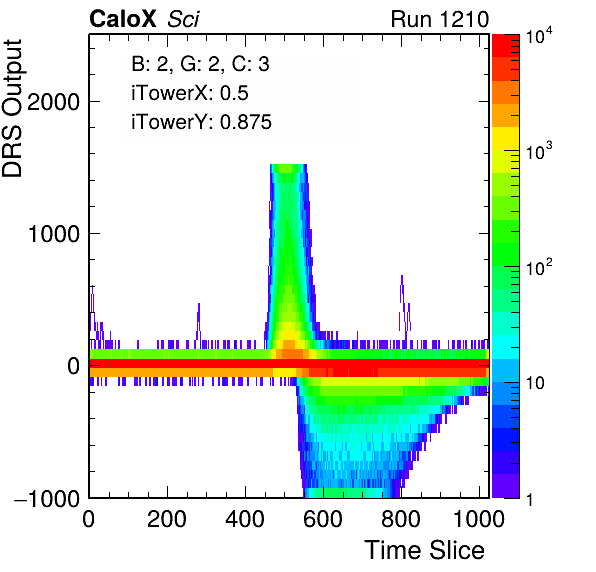 CaloX Sci Run 1210
B: 2, G: 2, C: 3
iTowerX: 0.5
iTowerY: 0.875
DRS Output
2000
1000
0
−1000
0 200 400 600 800 1000
Time Slice
10^4
10^3
10^2
10
1